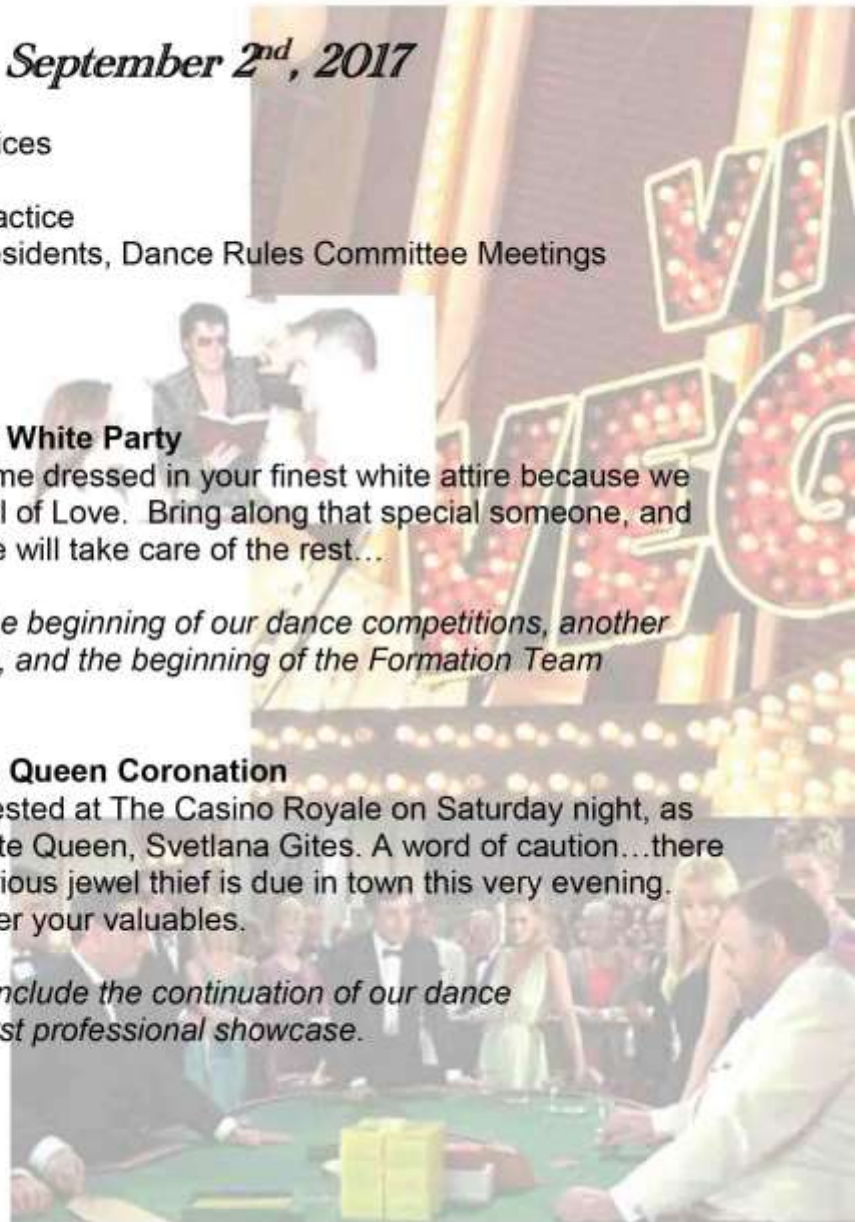 September 2nd, 2017
ices
actice
esidents, Dance Rules Committee Meetings
VI
VEG
White Party
me dressed in your finest white attire because we
l of Love. Bring along that special someone, and
e will take care of the rest…
e beginning of our dance competitions, another
, and the beginning of the Formation Team
Queen Coronation
ested at The Casino Royale on Saturday night, as
te Queen, Svetlana Gites. A word of caution…there
ious jewel thief is due in town this very evening.
er your valuables.
nclude the continuation of our dance
st professional showcase.